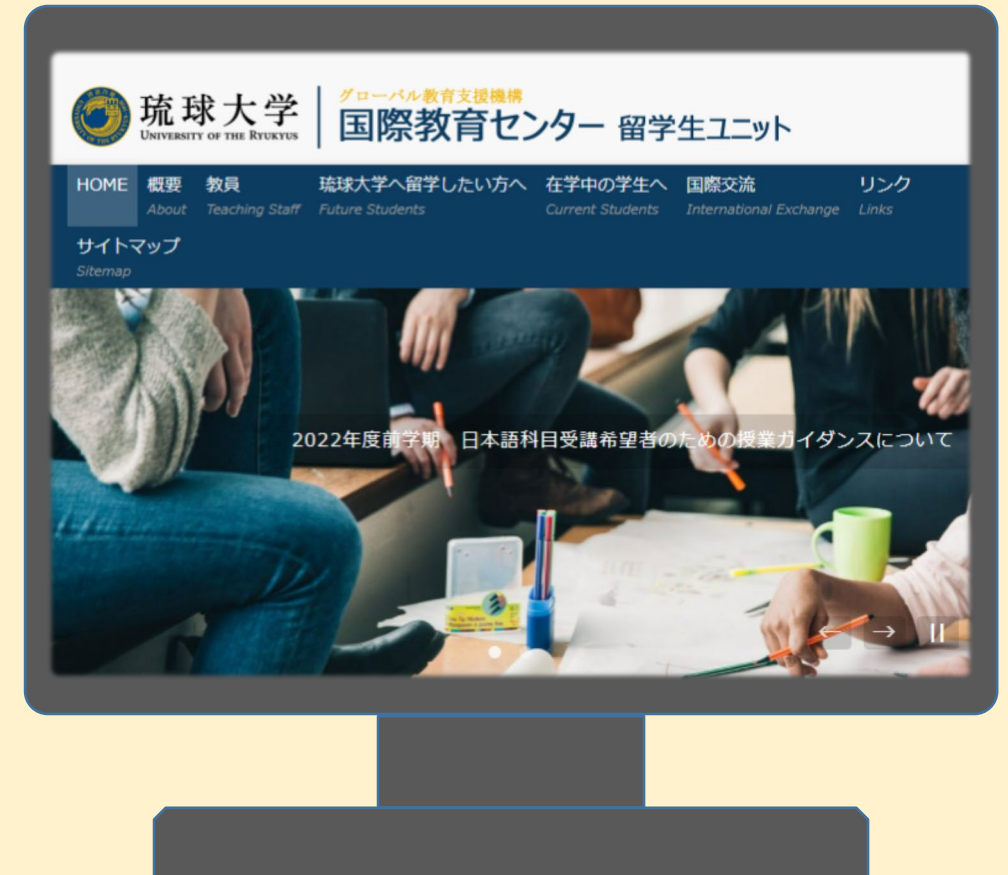 琉球大学
UNIVERSITY OF THE RYUKYUS
グローバル教育支援機構
国際教育センター 留学生ユニット
HOME 概要 教員 琉球大学へ留学したい方へ 在学中の学生へ 国際交流 リンク
About Teaching Staff Future Students Current Students International Exchange Links
サイトマップ
Sitemap
2022年度前学期 日本語科目受講希望者のための授業ガイダンスについて